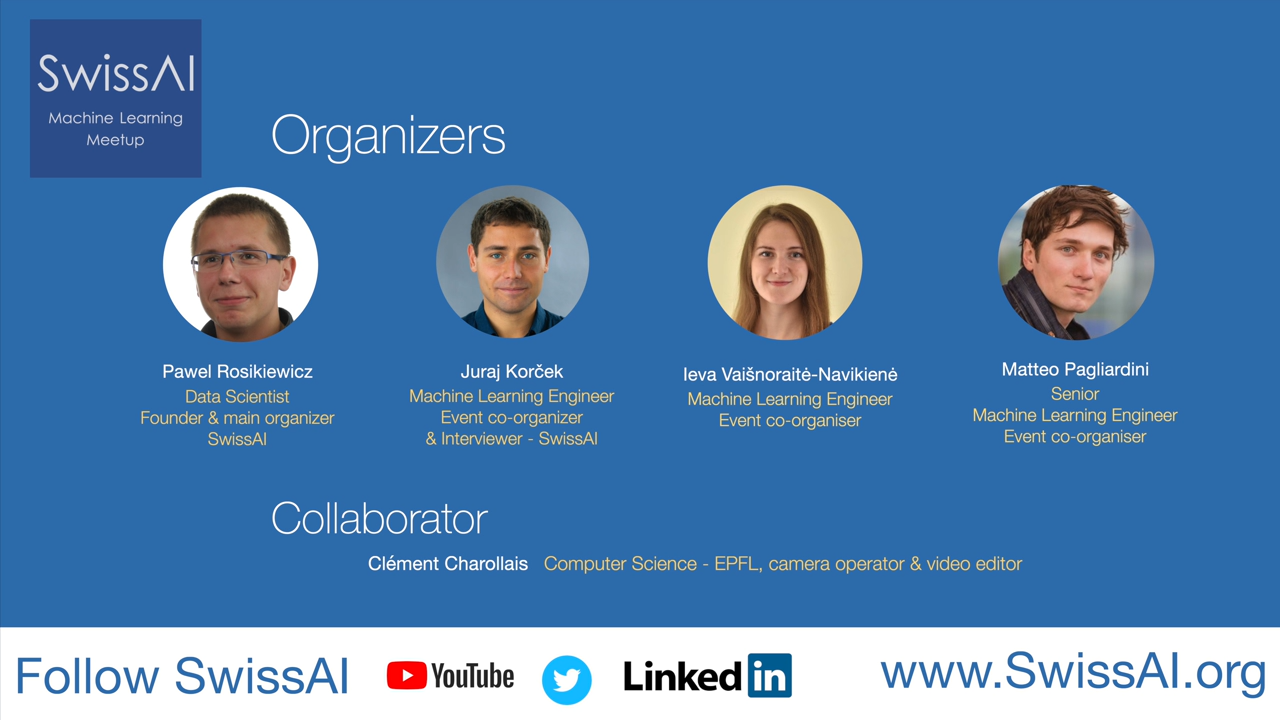 SwissAI
Machine Learning
Meetup
Organizers
Pawel Rosikiewicz
Data Scientist
Founder & main organizer
SwissAI
Juraj Korček
Machine Learning Engineer
Event co-organizer
& Interviewer - SwissAI
Ieva Vaišnoraitė-Navikienė
Machine Learning Engineer
Event co-organiser
Matteo Pagliardini
Senior
Machine Learning Engineer
Event co-organiser
Collaborator
Clément Charollais Computer Science - EPFL, camera operator & video editor
Follow SwissAI YouTube Linked in www.SwissAI.org